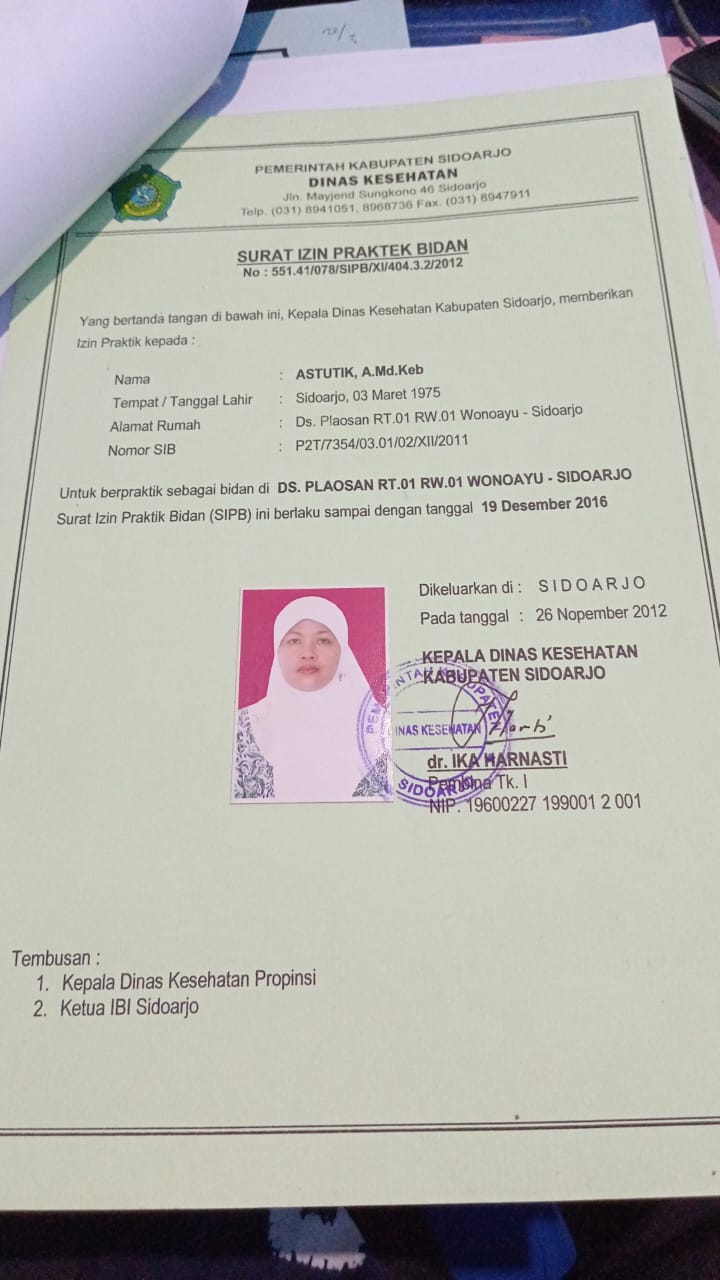 PEMERINTAH KABUPATEN SIDOARJO
DINAS KESEHATAN
Jln. Mayjend Sungkono 46 Sidoarjo
Telp. (031) 8941051, 8968736 Fax. (031) 8947911
SURAT IZIN PRAKTEK BIDAN
No : 551.41/078/SIPB/XI/404.3.2/2012
Yang bertanda tangan di bawah ini, Kepala Dinas Kesehatan Kabupaten Sidoarjo, memberikan
Izin Praktik kepada :
Nama : ASTUTIK, A.Md.Keb
Tempat / Tanggal Lahir : Sidoarjo, 03 Maret 1975
Alamat Rumah : Ds. Plaosan RT.01 RW.01 Wonoayu - Sidoarjo
Nomor SIB : P2T/7354/03.01/02/XII/2011
Untuk berpraktik sebagai bidan di DS. PLAOSAN RT.01 RW.01 WONOAYU - SIDOARJO
Surat Izin Praktik Bidan (SIPB) ini berlaku sampai dengan tanggal 19 Desember 2016
Dikeluarkan di : SIDOARJO
Pada tanggal : 26 Nopember 2012
KEPALA DINAS KESEHATAN
KABUPATEN SIDOARJO
INAS KESEHATAN
SIDOARJO
dr. IKA HARNASTI
Pembina Tk. I
NIP. 19600227 199001 2 001
Tembusan :
1. Kepala Dinas Kesehatan Propinsi
2. Ketua IBI Sidoarjo